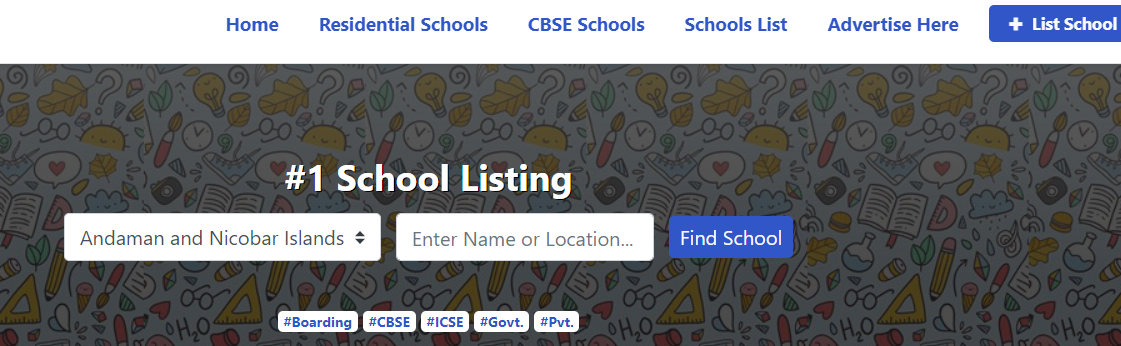 Home Residential Schools CBSE Schools Schools List Advertise Here + List School
#1 School Listing
Andaman and Nicobar Islands Enter Name or Location... Find School
#Boarding #CBSE #ICSE #Govt. #Pvt.